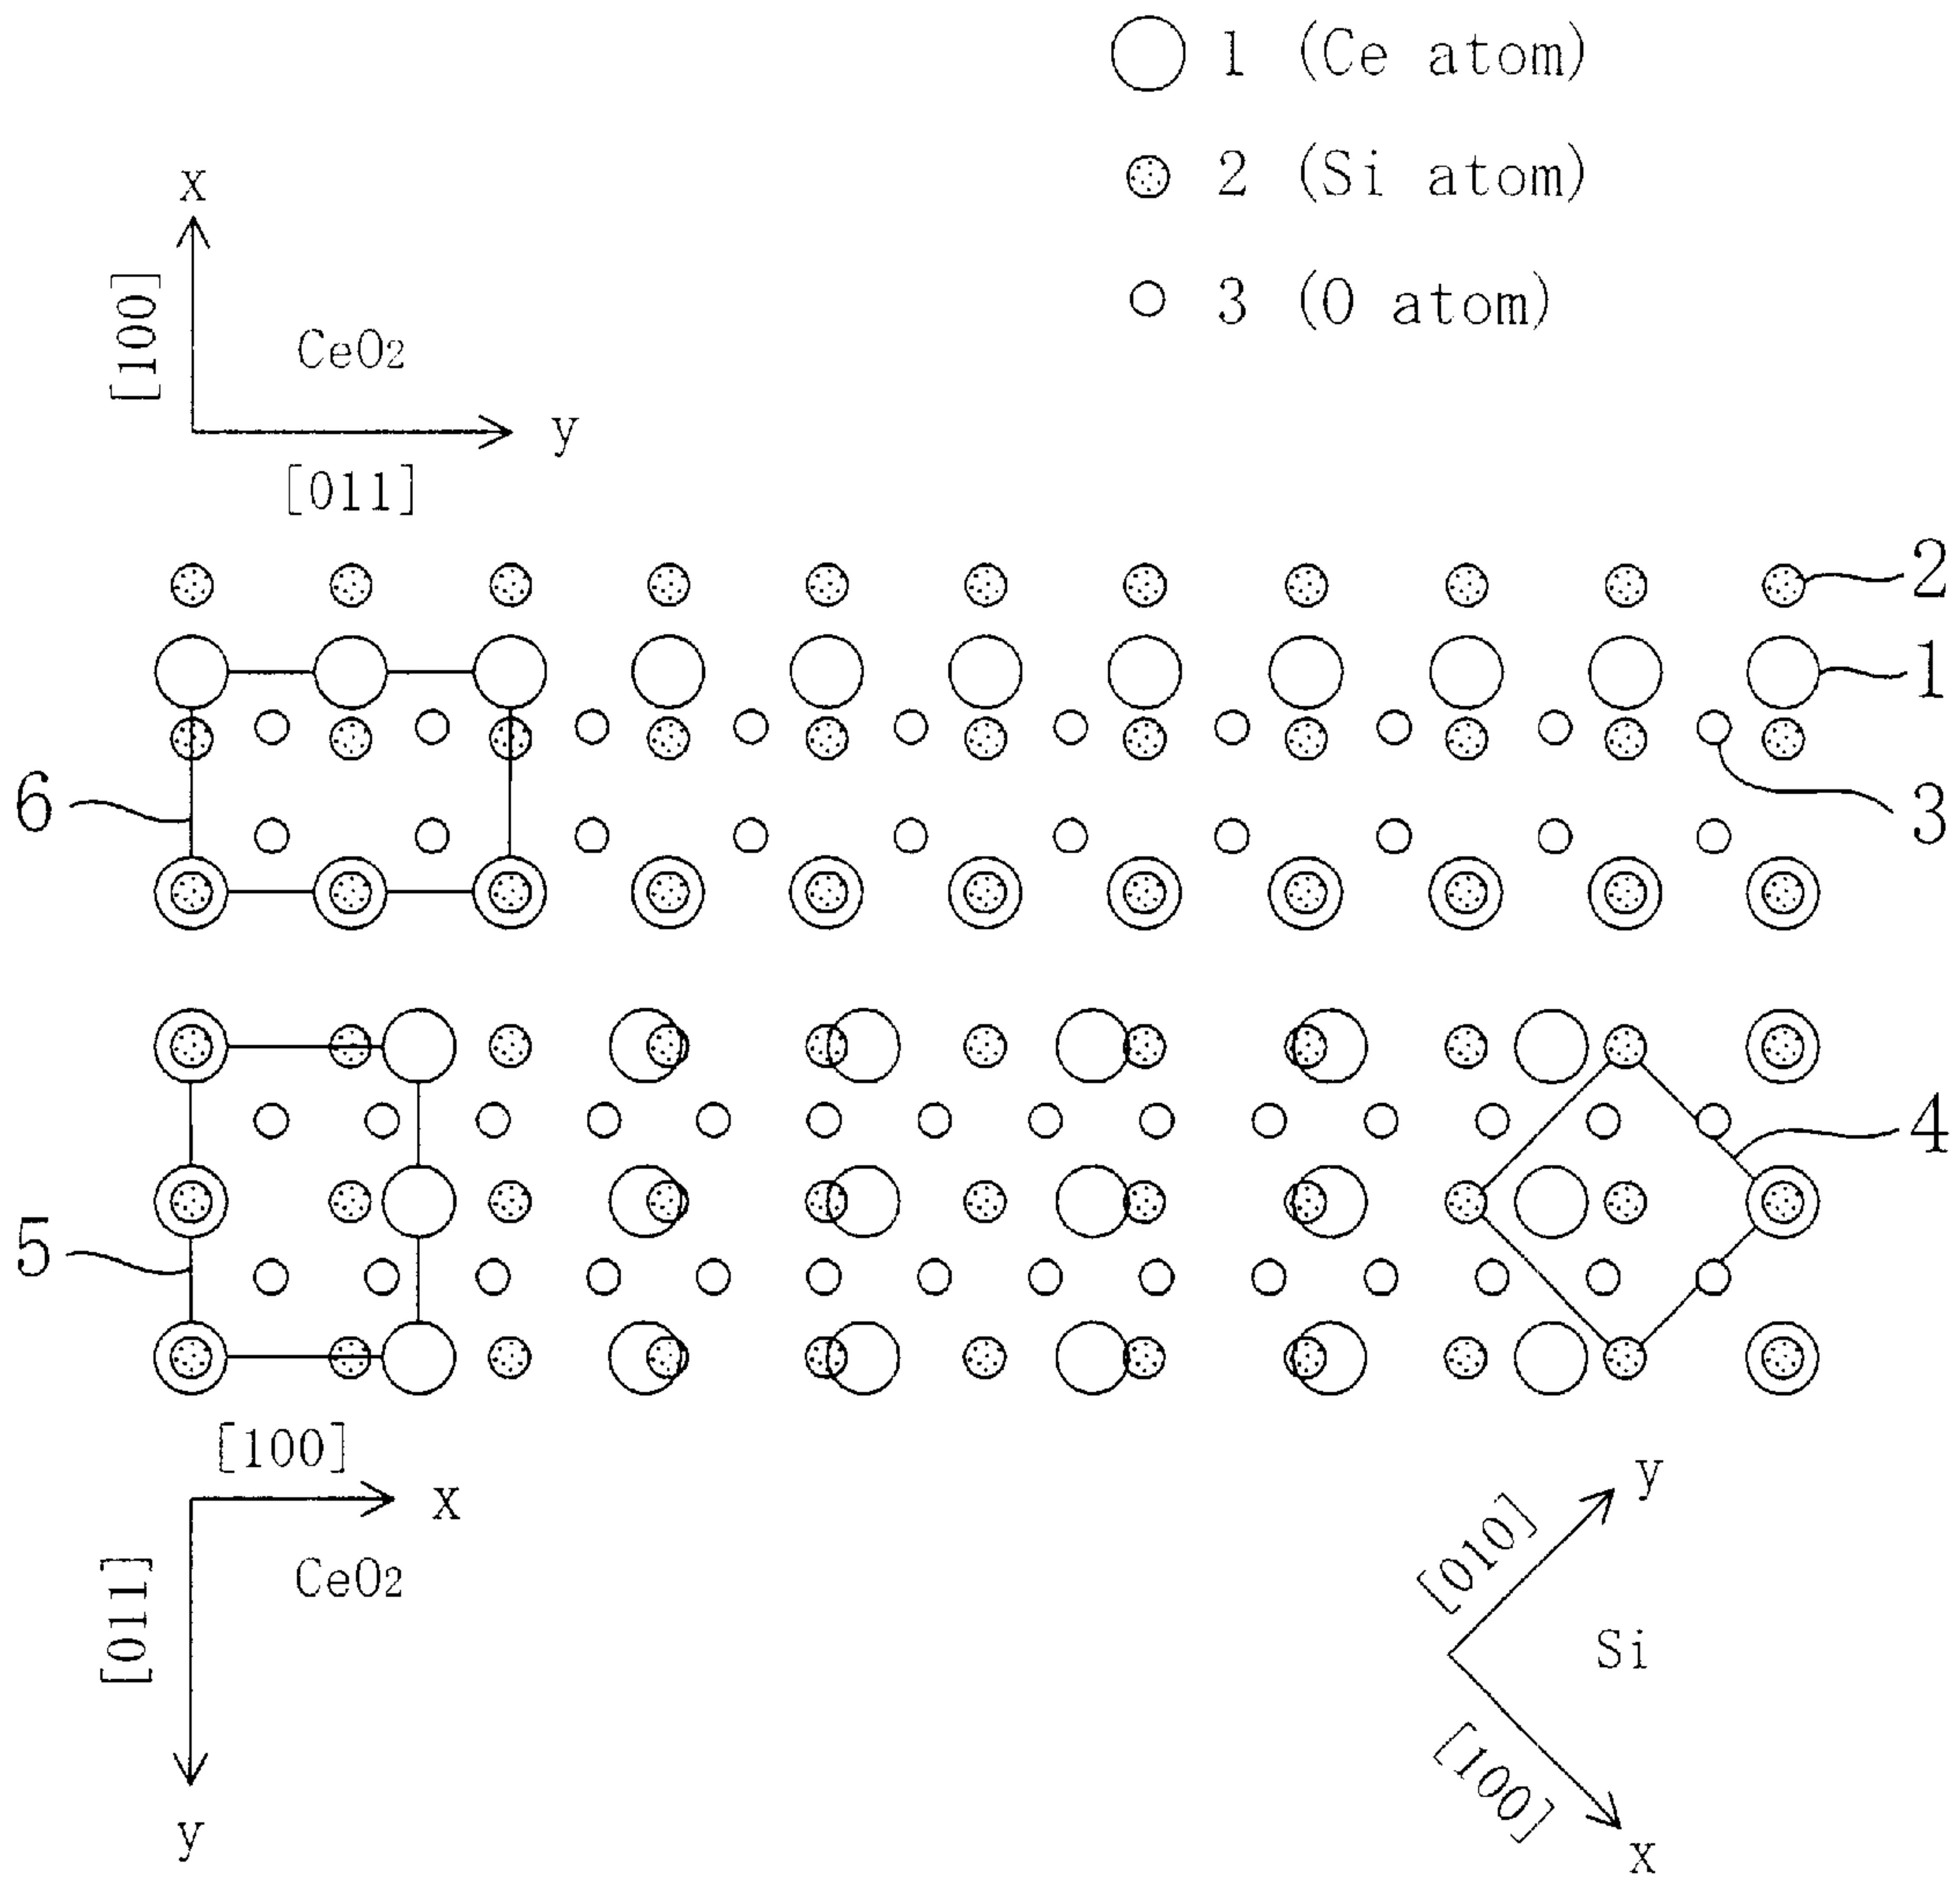 1 (Ce atom)
2 (Si atom)
3 (O atom)
x
[100]
CeO2
y
[011]
2
1
6
3
4
5
[100]
x
[011]
CeO2
y
y
[010]
Si
[100]
x